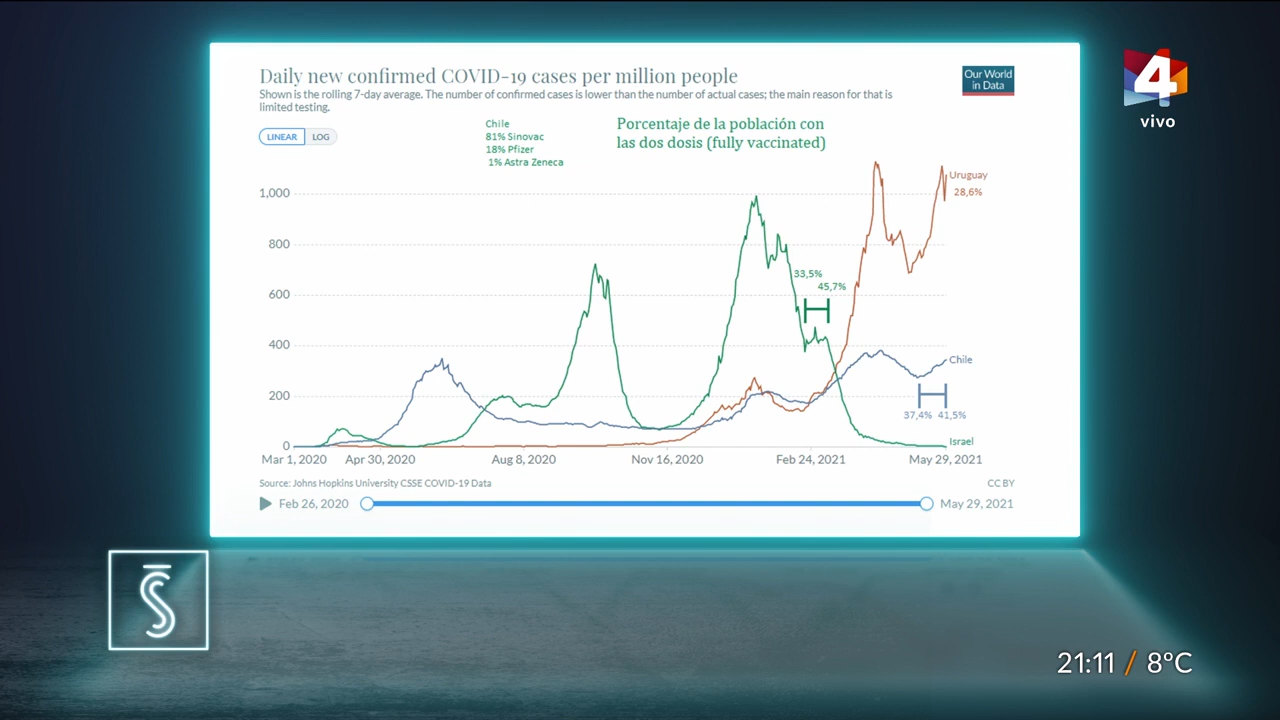 Daily new confirmed COVID-19 cases per million people
Shown is the rolling 7-day average. The number of confirmed cases is lower than the number of actual cases; the main reason for that is
limited testing.
Our World
in Data
4
vivo
LINEAR
LOG
Chile
81% Sinovac
18% Pfizer
1% Astra Zeneca
Porcentaje de la población con
las dos dosis (fully vaccinated)
1,000
800
600
400
200
0
Uruguay
28,6%
33,5%
45,7%
Chile
37,4%
41,5%
Israel
Mar 1, 2020
Apr 30, 2020
Aug 8, 2020
Nov 16, 2020
Feb 24, 2021
May 29, 2021
Source: Johns Hopkins University CSSE COVID-19 Data
CC BY
Feb 26, 2020
May 29, 2021
S
21:11 / 8°C